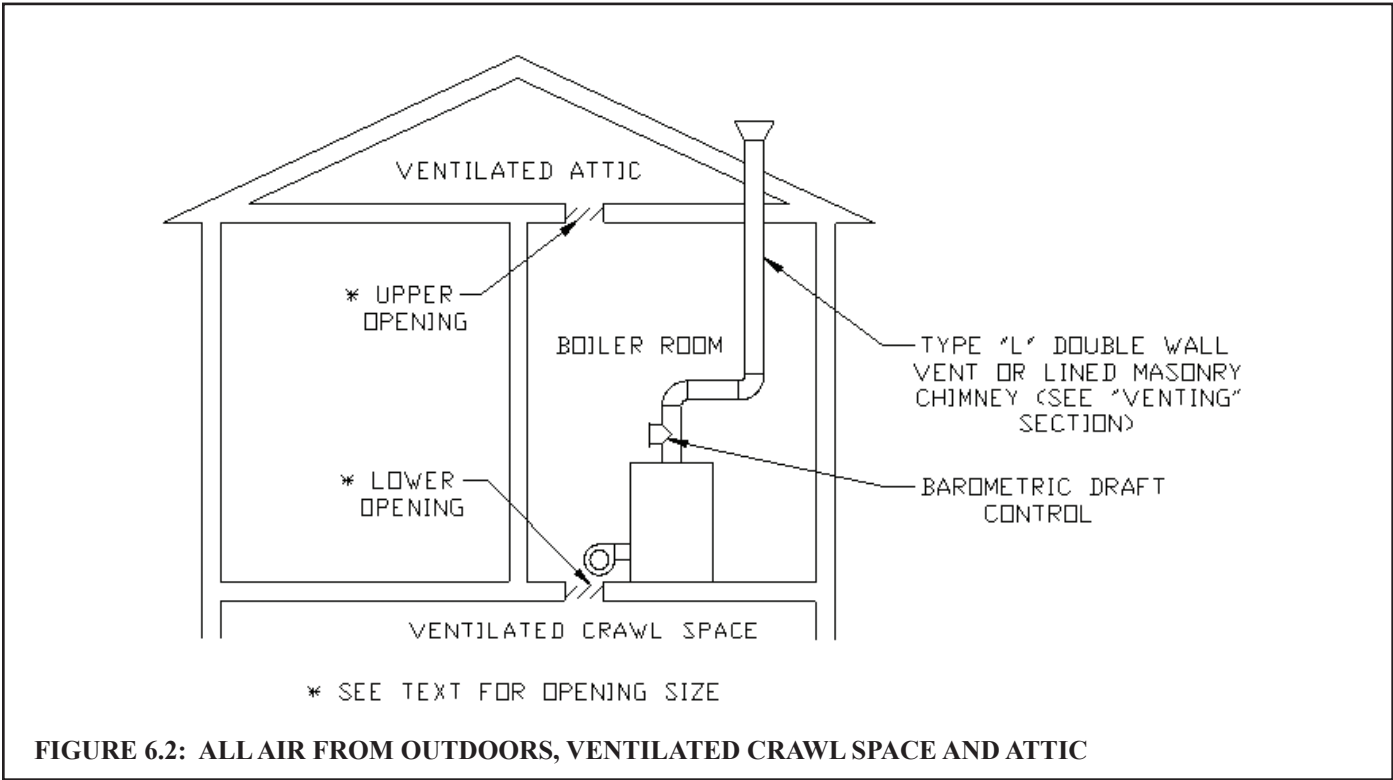 VENTILATED ATTIC
* UPPER
OPENING
BOILER ROOM
TYPE "L" DOUBLE WALL
VENT OR LINED MASONRY
CHIMNEY (SEE "VENTING"
SECTION)
* LOWER
OPENING
BAROMETRIC DRAFT
CONTROL
VENTILATED CRAWL SPACE
* SEE TEXT FOR OPENING SIZE
FIGURE 6.2: ALL AIR FROM OUTDOORS, VENTILATED CRAWL SPACE AND ATTIC